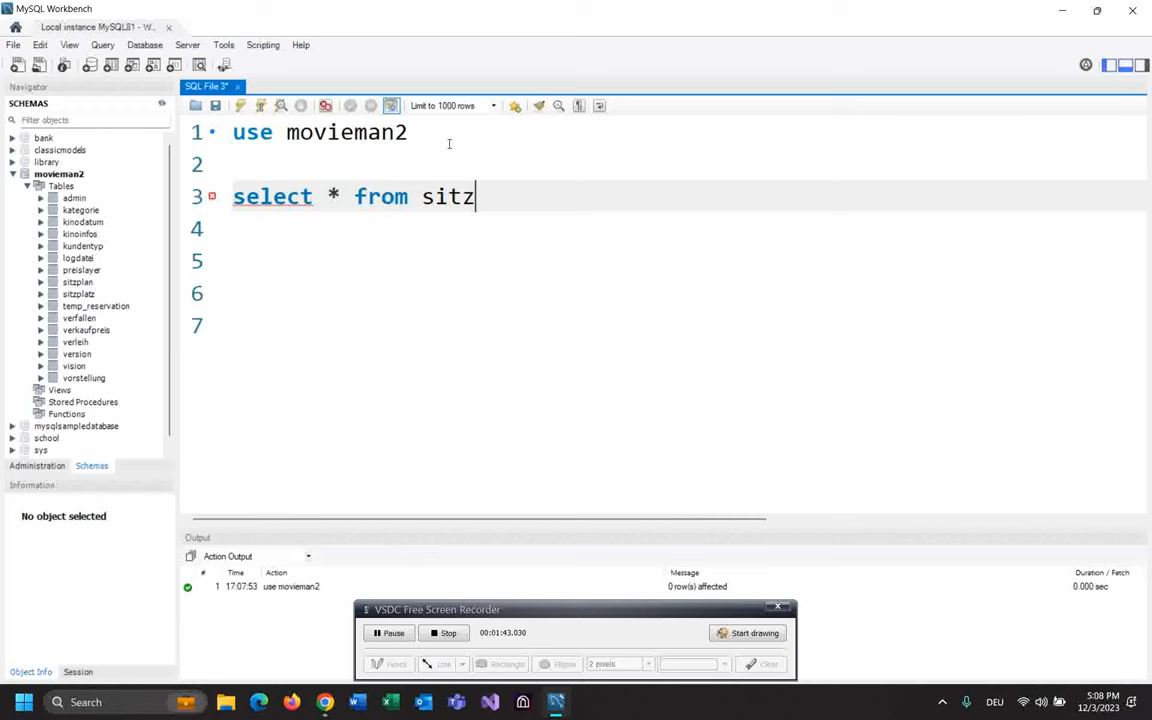 MySQL Workbench
Local instance MySQL81 - W...
File Edit View Query Database Server Tools Scripting Help
Navigator
SCHEMAS
Filter objects
bank
classicmodels
library
movieman2
Tables
admin
kategorie
kinodatum
kinoinfos
kundentyp
logdatei
preislayer
sitzplan
sitzplatz
temp_reservation
verfallen
verkaufpreis
verleih
version
vision
vorstellung
Views
Stored Procedures
Functions
mysqlsampledatabase
school
sys
Administration Schemas
Information
No object selected
Object Info Session
SQL File 3*
Limit to 1000 rows
1 use movieman2
2
3 select * from sitz
4
5
6
7
Output
Action Output
# Time Action Message Duration / Fetch
1 17:07:53 use movieman2 0 row(s) affected 0.000 sec
VSDC Free Screen Recorder
Pause Stop 00:01:43.030 Start drawing
Pencil Line Rectangle Ellipse 2 pixels Clear
Search
DEU
5:08 PM
12/3/2023